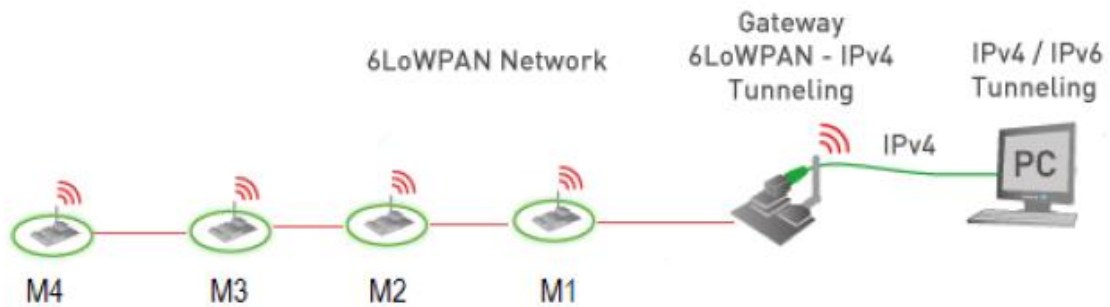 6LoWPAN Network
Gateway
6LoWPAN - IPv4
Tunneling
IPv4 / IPv6
Tunneling
IPv4
PC
M4
M3
M2
M1